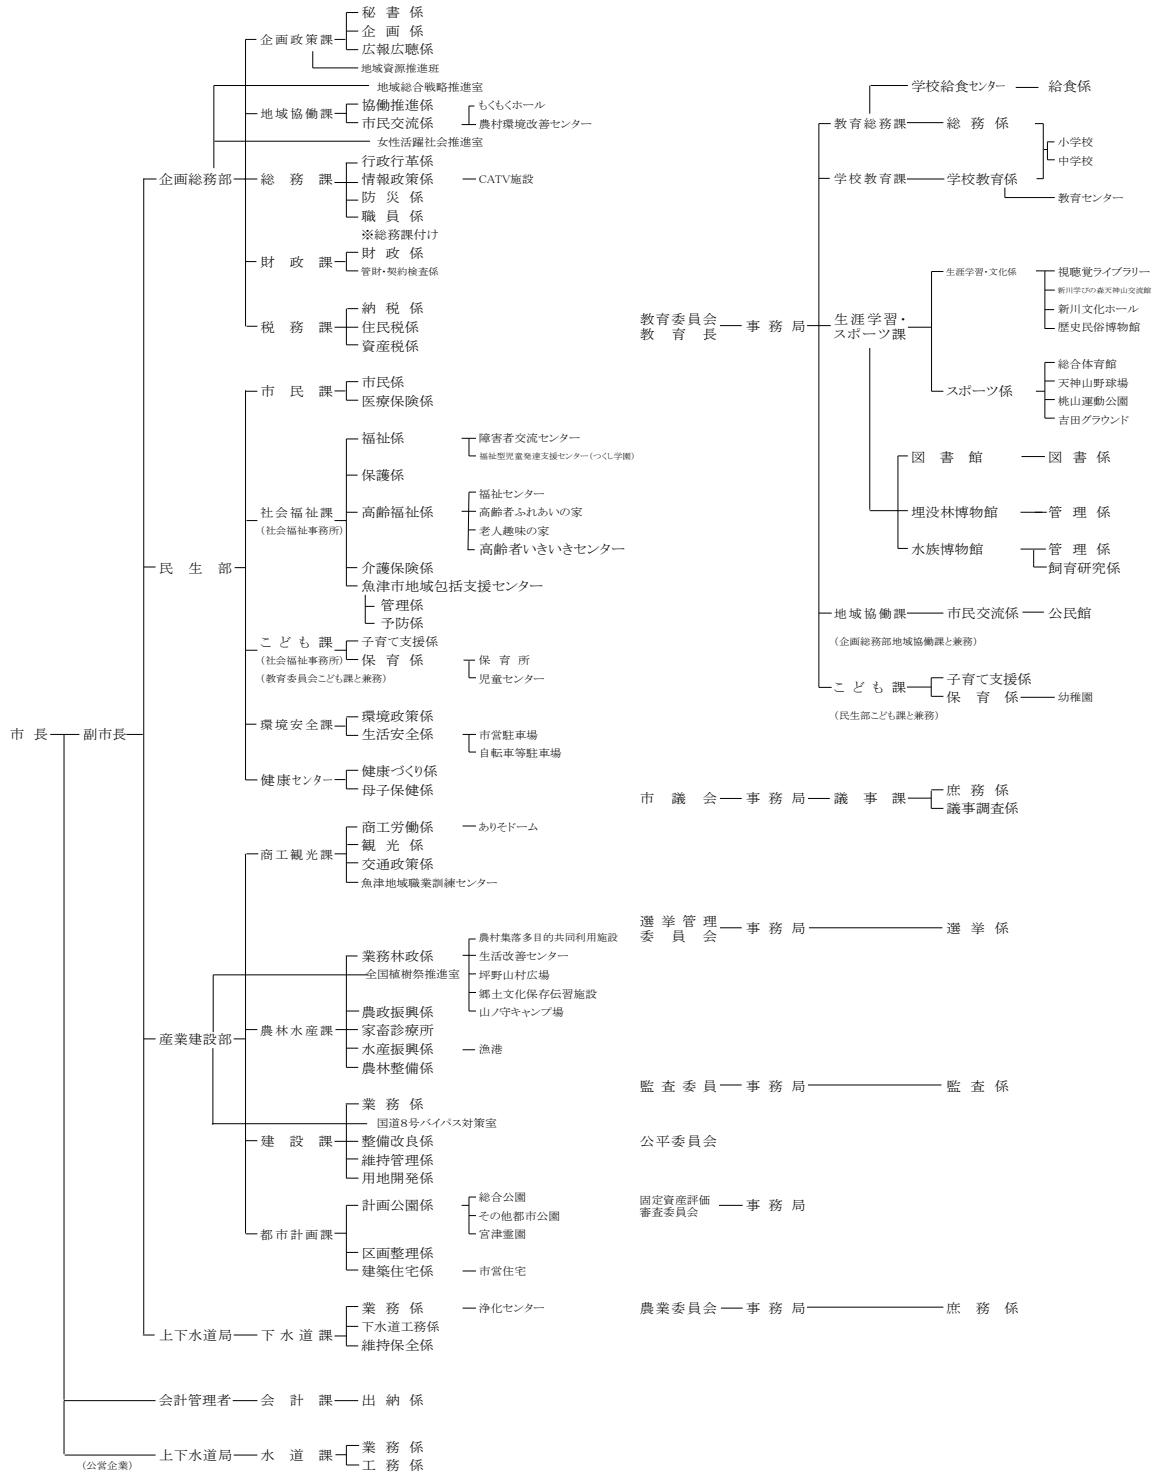 秘書係
企画政策課 企画係
広報広聴係
地域資源推進班
地域総合戦略推進室
地域協働課 協働推進係 もくもくホール
市民交流係 農村環境改善センター
女性活躍社会推進室
行政行革係
企画総務部 総務課 情報政策係 CATV施設
防災係
職員係
※総務課付け
財政課 財政係
管財・契約検査係
納税係
税務課 住民税係
資産税係
市民課 市民係
医療保険係
福祉係 障害者交流センター
福祉型児童発達支援センター(つくし学園)
保護係
福祉センター
社会福祉課 高齢福祉係 高齢者ふれあいの家
(社会福祉事務所) 老人趣味の家
高齢者いきいきセンター
民生部 介護保険係
魚津市地域包括支援センター
管理係
予防係
こども課 子育て支援係
(社会福祉事務所) 保育係 保育所
(教育委員会こども課と兼務) 児童センター
環境安全課 環境政策係
市長 副市長 生活安全係 市営駐車場
自転車等駐車場
健康センター 健康づくり係
母子保健係
商工労働係 ありそドーム
商工観光課 観光係
交通政策係
魚津地域職業訓練センター
農村集落多目的共同利用施設
業務林政係 生活改善センター
全国植樹祭推進室 坪野山村広場
郷土文化保存伝習施設
農政振興係 山ノ守キャンプ場
産業建設部 農林水産課 家畜診療所
水産振興係 漁港
農林整備係
業務係
国道8号バイパス対策室
建設課 整備改良係
維持管理係
用地開発係
計画公園係 総合公園
その他都市公園
都市計画課 宮津霊園
区画整理係
建築住宅係 市営住宅
業務係 浄化センター
上下水道局 下水道課 下水道工務係
維持保全係
会計管理者 会計課 出納係
上下水道局 水道課 業務係
(公営企業) 工務係
学校給食センター 給食係
教育総務課 総務係
小学校
中学校
学校教育課 学校教育係
教育センター
生涯学習・文化係 視聴覚ライブラリー
新川学びの森天神山交流館
教育委員会 生涯学習・ 新川文化ホール
教育長 事務局 スポーツ課 歴史民俗博物館
総合体育館
スポーツ係 天神山野球場
桃山運動公園
吉田グラウンド
図書館 図書係
埋没林博物館 管理係
水族博物館 管理係
飼育研究係
地域協働課 市民交流係 公民館
(企画総務部地域協働課と兼務)
こども課 子育て支援係
保育係 幼稚園
(民生部こども課と兼務)
市議会 事務局 議事課 庶務係
議事調査係
選挙管理
委員会 事務局 選挙係
監査委員 事務局 監査係
公平委員会
固定資産評価
審査委員会 事務局
農業委員会 事務局 庶務係